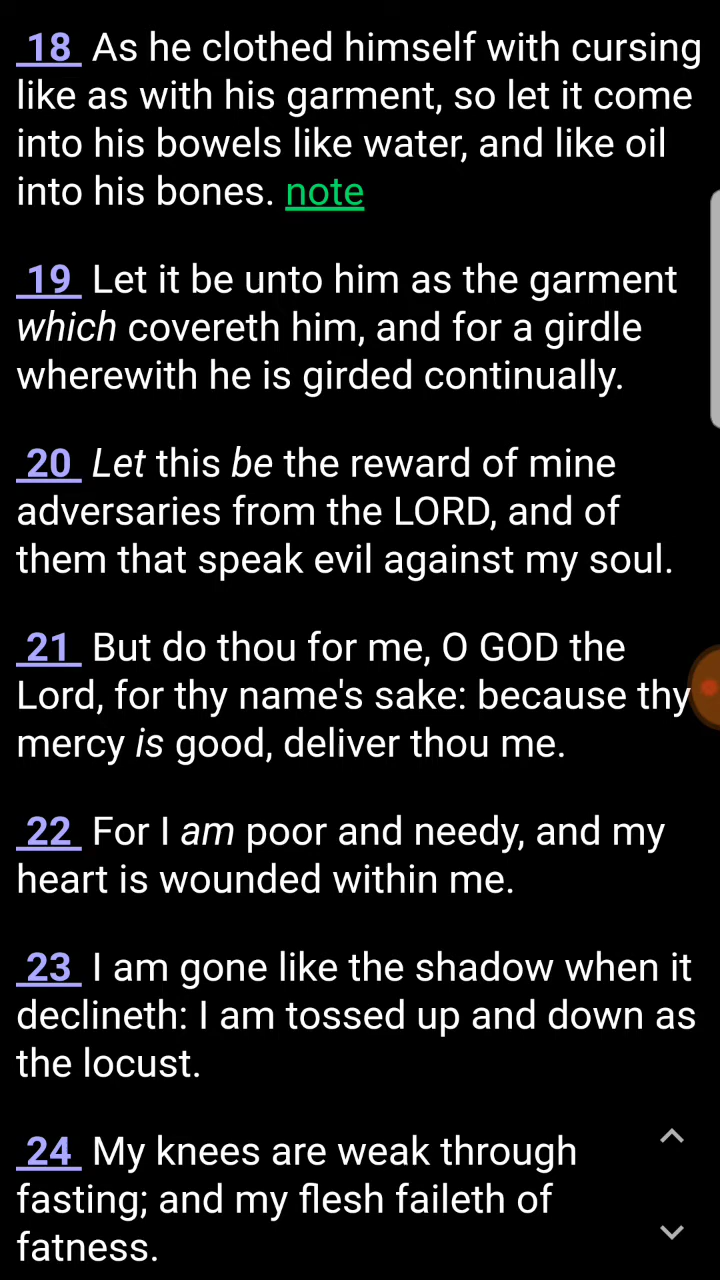 18 As he clothed himself with cursing
like as with his garment, so let it come
into his bowels like water, and like oil
into his bones. note
19 Let it be unto him as the garment
which covereth him, and for a girdle
wherewith he is girded continually.
20 Let this be the reward of mine
adversaries from the LORD, and of
them that speak evil against my soul.
21 But do thou for me, O GOD the
Lord, for thy name's sake: because thy
mercy is good, deliver thou me.
22 For I am poor and needy, and my
heart is wounded within me.
23 I am gone like the shadow when it
declineth: I am tossed up and down as
the locust.
24 My knees are weak through
fasting; and my flesh faileth of
fatness.